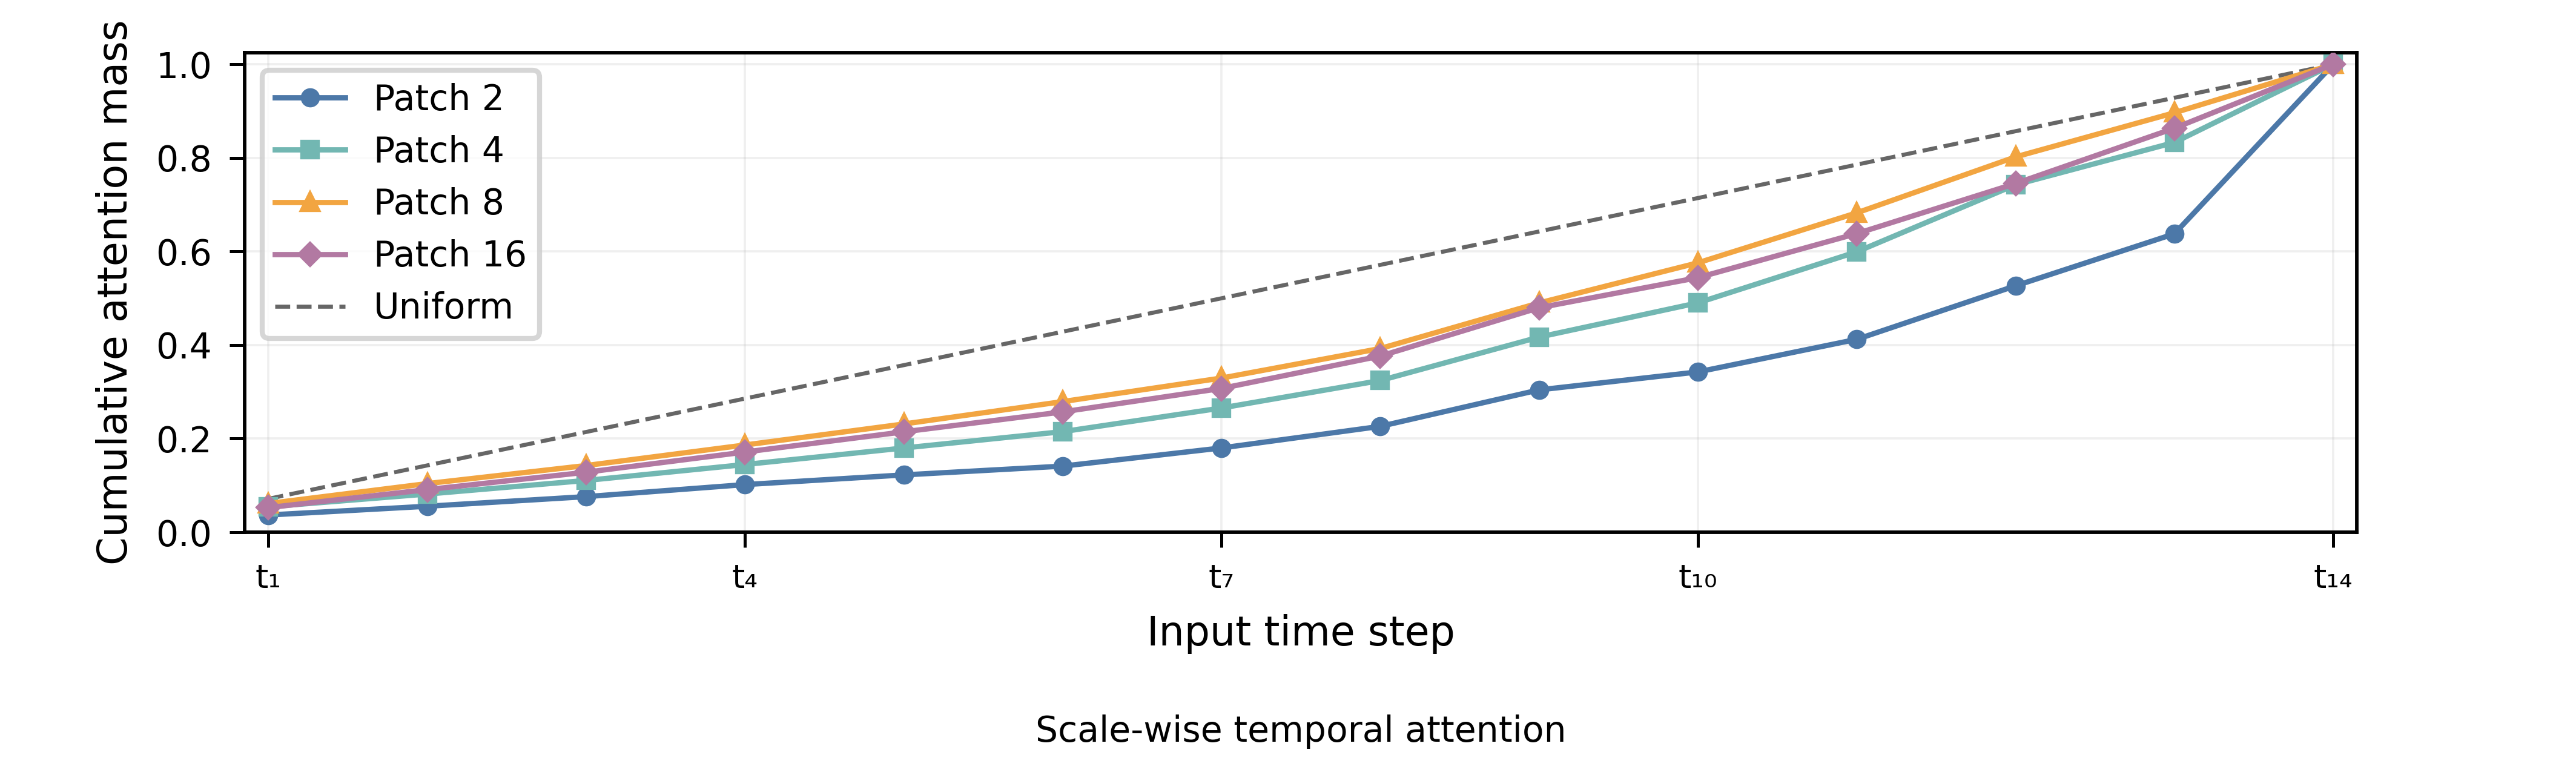 Cumulative attention mass
1.0
0.8
0.6
0.4
0.2
0.0
Patch 2
Patch 4
Patch 8
Patch 16
Uniform
t₁ t₄ t₇ t₁₀ t₁₄
Input time step
Scale-wise temporal attention